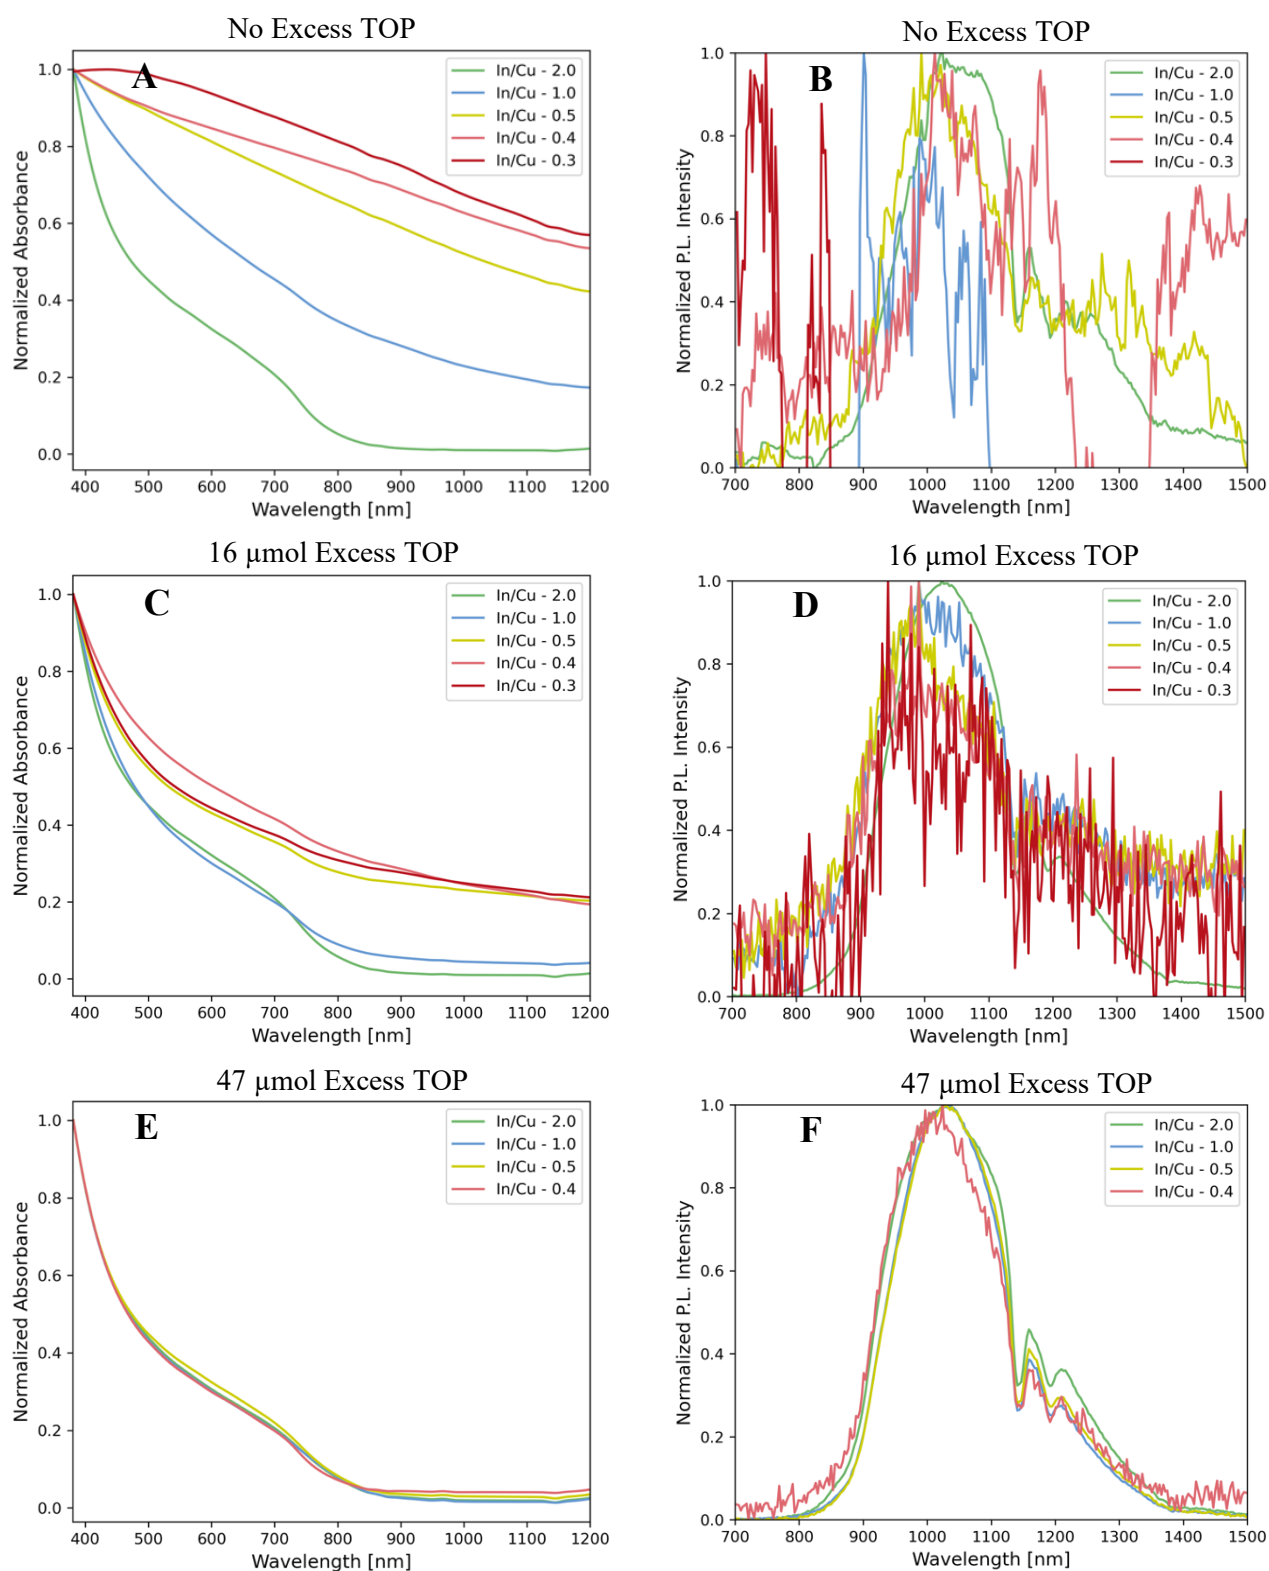 No Excess TOP
A
In/Cu - 2.0
In/Cu - 1.0
In/Cu - 0.5
In/Cu - 0.4
In/Cu - 0.3
1.0
0.8
0.6
0.4
0.2
0.0
Normalized Absorbance
400 500 600 700 800 900 1000 1100 1200
Wavelength [nm]
No Excess TOP
B
In/Cu - 2.0
In/Cu - 1.0
In/Cu - 0.5
In/Cu - 0.4
In/Cu - 0.3
1.0
0.8
0.6
0.4
0.2
0.0
Normalized P.L. Intensity
700 800 900 1000 1100 1200 1300 1400 1500
Wavelength [nm]
16 µmol Excess TOP
C
In/Cu - 2.0
In/Cu - 1.0
In/Cu - 0.5
In/Cu - 0.4
In/Cu - 0.3
1.0
0.8
0.6
0.4
0.2
0.0
Normalized Absorbance
400 500 600 700 800 900 1000 1100 1200
Wavelength [nm]
16 µmol Excess TOP
D
In/Cu - 2.0
In/Cu - 1.0
In/Cu - 0.5
In/Cu - 0.4
In/Cu - 0.3
1.0
0.8
0.6
0.4
0.2
0.0
Normalized P.L. Intensity
700 800 900 1000 1100 1200 1300 1400 1500
Wavelength [nm]
47 µmol Excess TOP
E
In/Cu - 2.0
In/Cu - 1.0
In/Cu - 0.5
In/Cu - 0.4
1.0
0.8
0.6
0.4
0.2
0.0
Normalized Absorbance
400 500 600 700 800 900 1000 1100 1200
Wavelength [nm]
47 µmol Excess TOP
F
In/Cu - 2.0
In/Cu - 1.0
In/Cu - 0.5
In/Cu - 0.4
1.0
0.8
0.6
0.4
0.2
0.0
Normalized P.L. Intensity
700 800 900 1000 1100 1200 1300 1400 1500
Wavelength [nm]